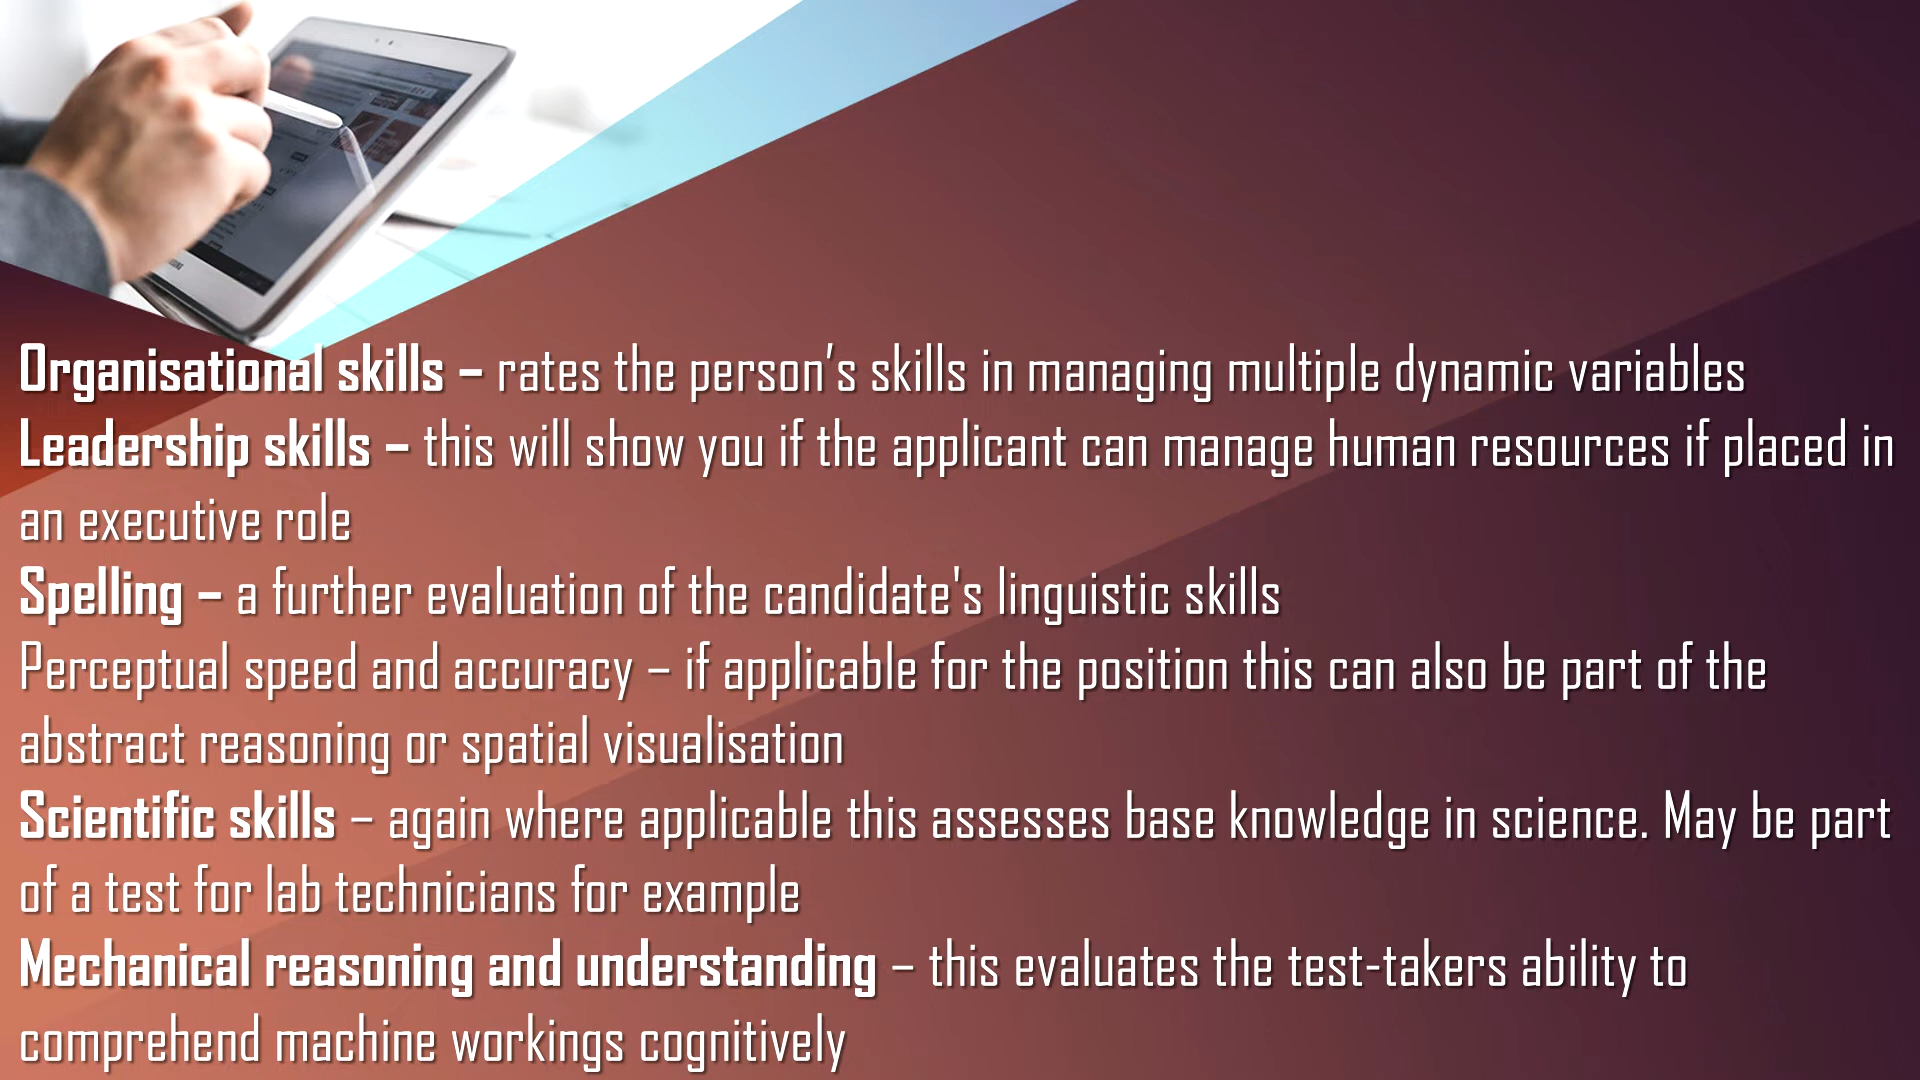 Organisational skills – rates the person’s skills in managing multiple dynamic variables
Leadership skills – this will show you if the applicant can manage human resources if placed in
an executive role
Spelling – a further evaluation of the candidate's linguistic skills
Perceptual speed and accuracy – if applicable for the position this can also be part of the
abstract reasoning or spatial visualisation
Scientific skills – again where applicable this assesses base knowledge in science. May be part
of a test for lab technicians for example
Mechanical reasoning and understanding – this evaluates the test-takers ability to
comprehend machine workings cognitively